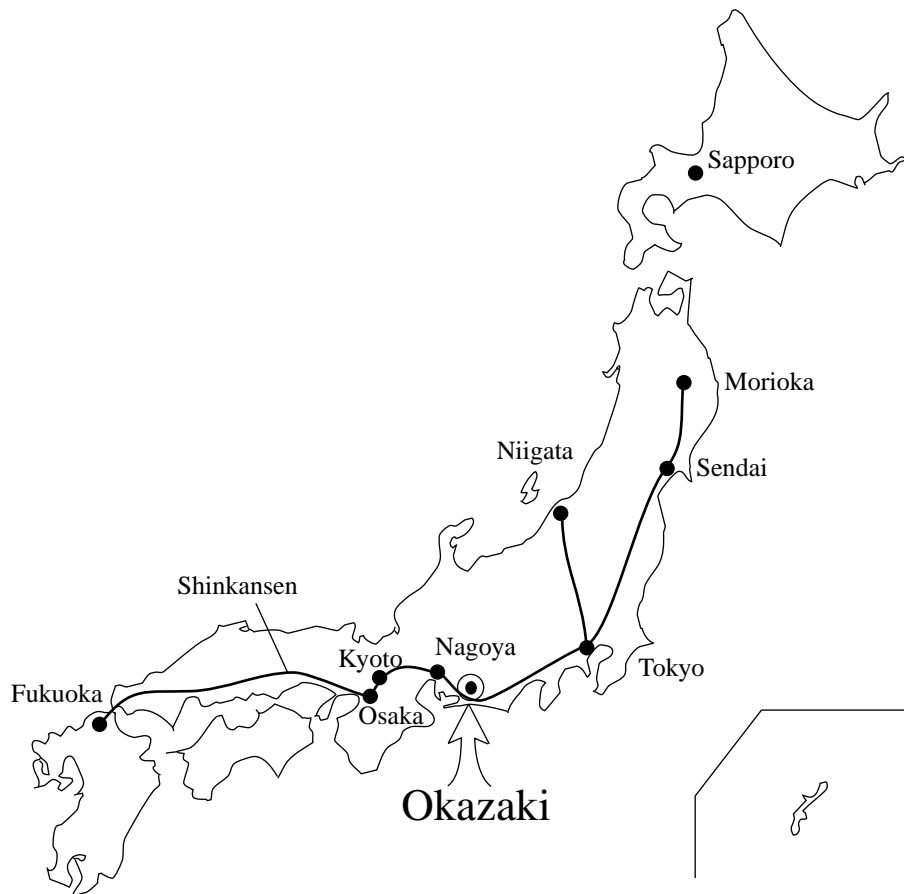 Sapporo
Morioka
Niigata
Sendai
Shinkansen
Nagoya
Kyoto
Tokyo
Fukuoka
Osaka
Okazaki